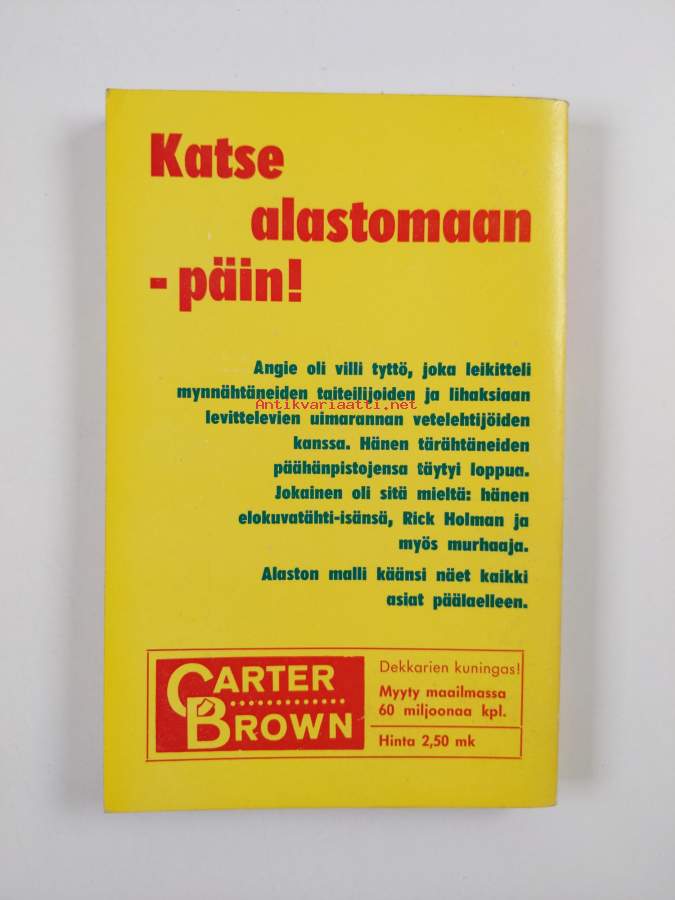 Katse
alastomaan
- päin!
Angie oli villi tyttö, joka leikitteli
mynnähtäneiden taiteilijoiden ja lihaksiaan
Antikvariaatti.net
levittelevien uimarannan vetelehtijöiden
kanssa. Hänen tärähtäneiden
päähänpistojensa täytyi loppua.
Jokainen oli sitä mieltä: hänen
elokuvatähti-isänsä, Rick Holman ja
myös murhaaja.
Alaston malli käänsi näet kaikki
asiat päälaelleen.
CARTER
BROWN
Dekkarien kuningas!
Myyty maailmassa
60 miljoonaa kpl.
Hinta 2,50 mk